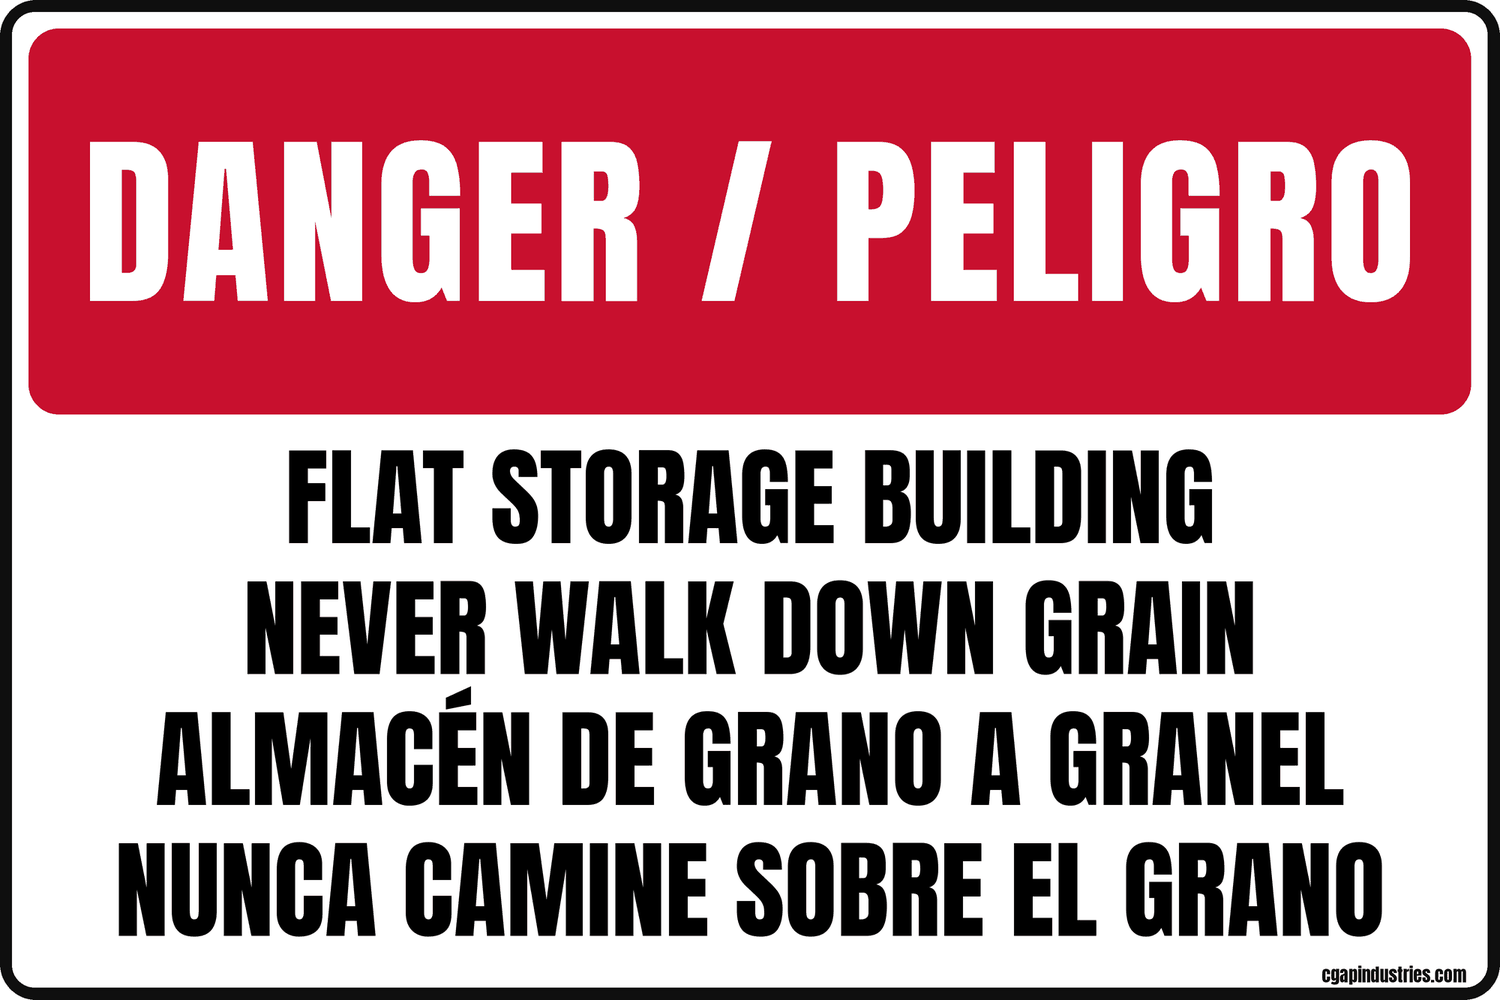 DANGER / PELIGRO
FLAT STORAGE BUILDING
NEVER WALK DOWN GRAIN
ALMACÉN DE GRANO A GRANEL
NUNCA CAMINE SOBRE EL GRANO
cgapindustries.com